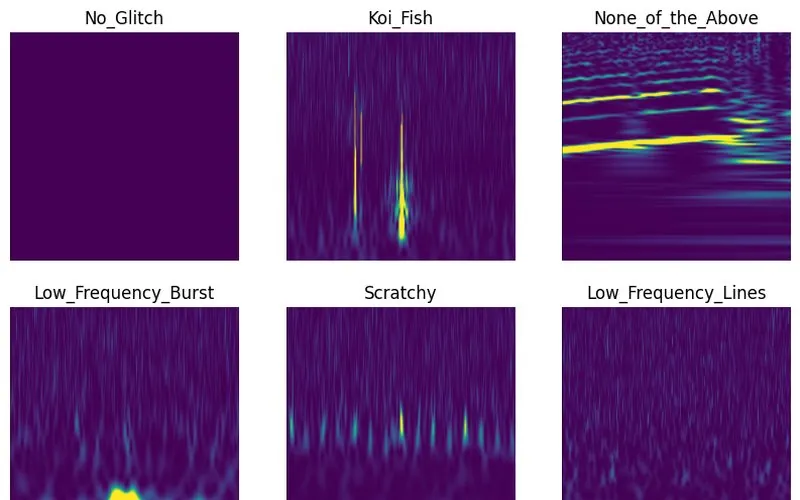 No_Glitch
Koi_Fish
None_of_the_Above
Low_Frequency_Burst
Scratchy
Low_Frequency_Lines